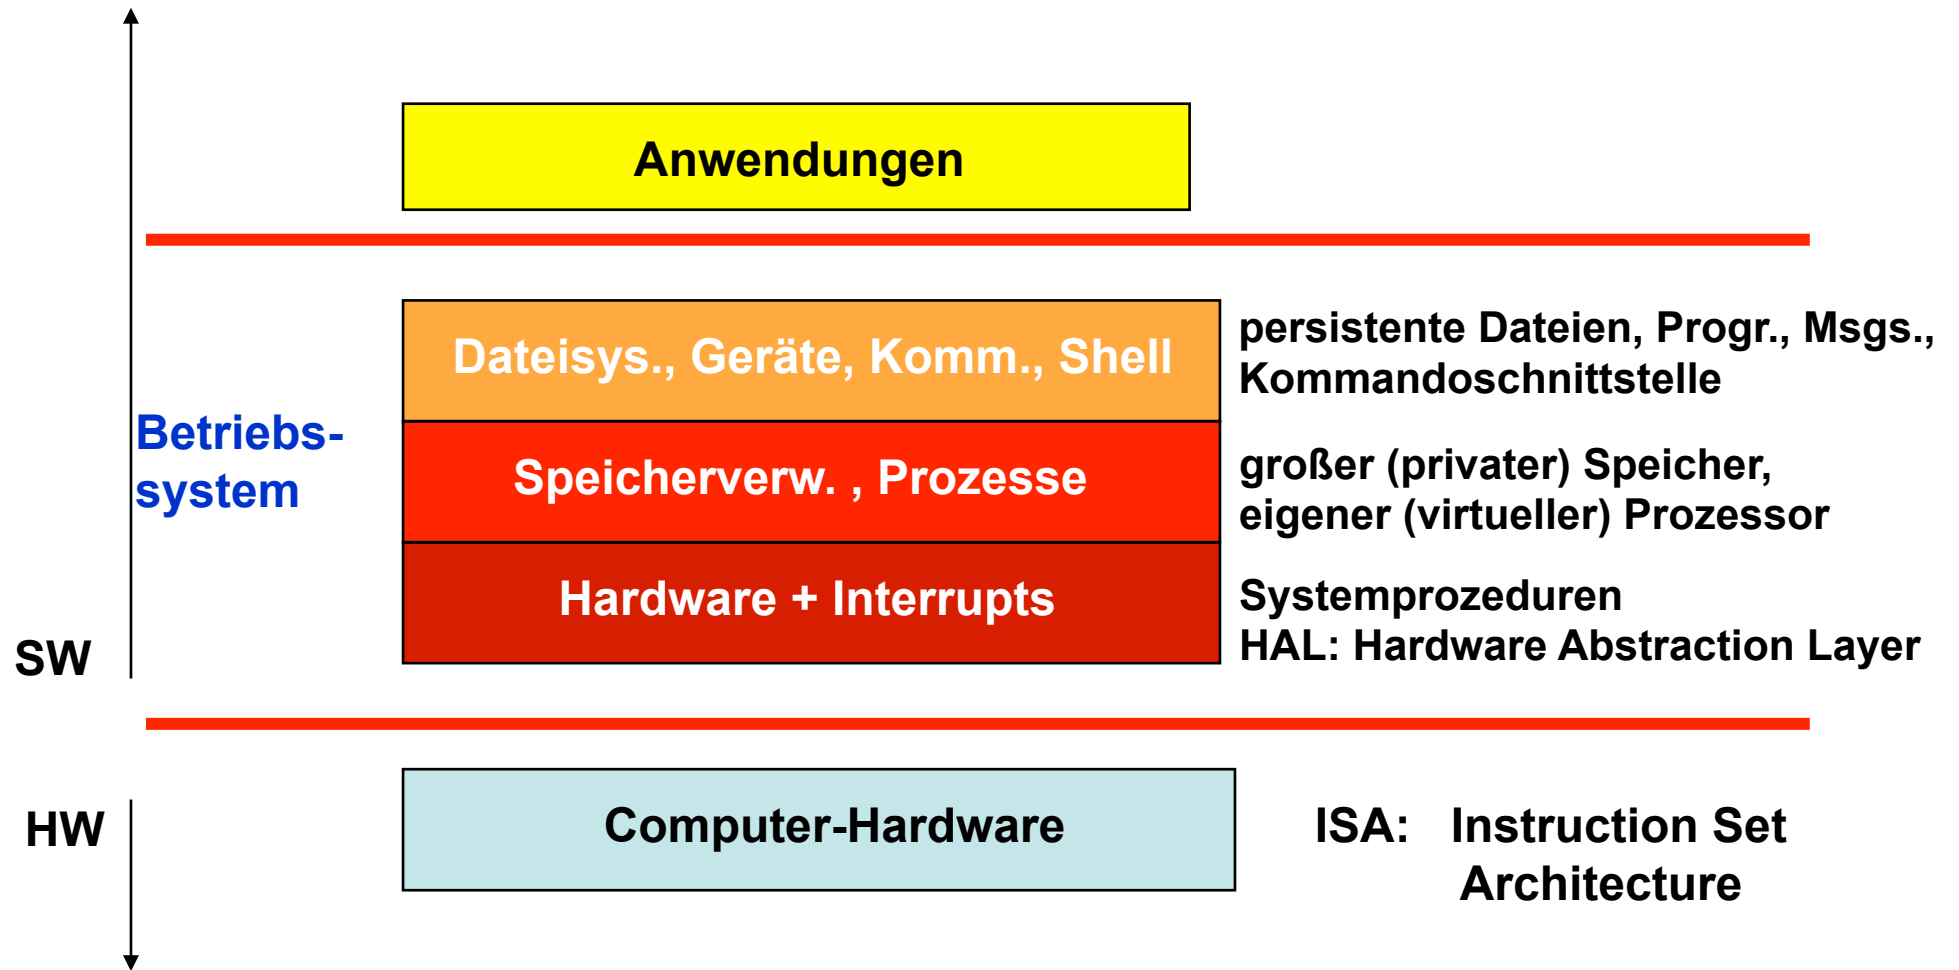 Anwendungen
Dateisys., Geräte, Komm., Shell
persistente Dateien, Progr., Msgs.,
Kommandoschnittstelle
Betriebs-
system
Speicherverw. , Prozesse
großer (privater) Speicher,
eigener (virtueller) Prozessor
Hardware + Interrupts
Systemprozeduren
HAL: Hardware Abstraction Layer
SW
HW
Computer-Hardware
ISA: Instruction Set
Architecture